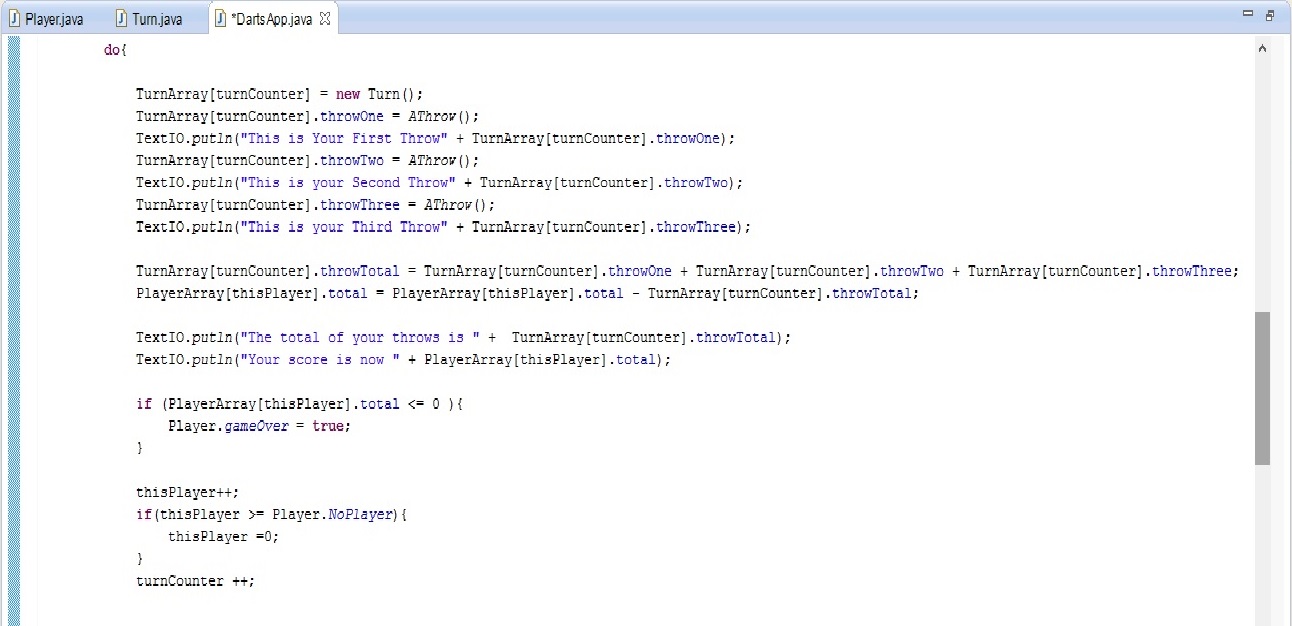 Player.java Turn.java *DartsApp.java
do{
TurnArray[turnCounter] = new Turn();
TurnArray[turnCounter].throwOne = AThrow();
TextIO.putln("This is Your First Throw" + TurnArray[turnCounter].throwOne);
TurnArray[turnCounter].throwTwo = AThrow();
TextIO.putln("This is your Second Throw" + TurnArray[turnCounter].throwTwo);
TurnArray[turnCounter].throwThree = AThrow();
TextIO.putln("This is your Third Throw" + TurnArray[turnCounter].throwThree);
TurnArray[turnCounter].throwTotal = TurnArray[turnCounter].throwOne + TurnArray[turnCounter].throwTwo + TurnArray[turnCounter].throwThree;
PlayerArray[thisPlayer].total = PlayerArray[thisPlayer].total - TurnArray[turnCounter].throwTotal;
TextIO.putln("The total of your throws is " +  TurnArray[turnCounter].throwTotal);
TextIO.putln("Your score is now " + PlayerArray[thisPlayer].total);
if (PlayerArray[thisPlayer].total <= 0 ){
Player.gameOver = true;
}
thisPlayer++;
if(thisPlayer >= Player.NoPlayer){
thisPlayer =0;
}
turnCounter ++;